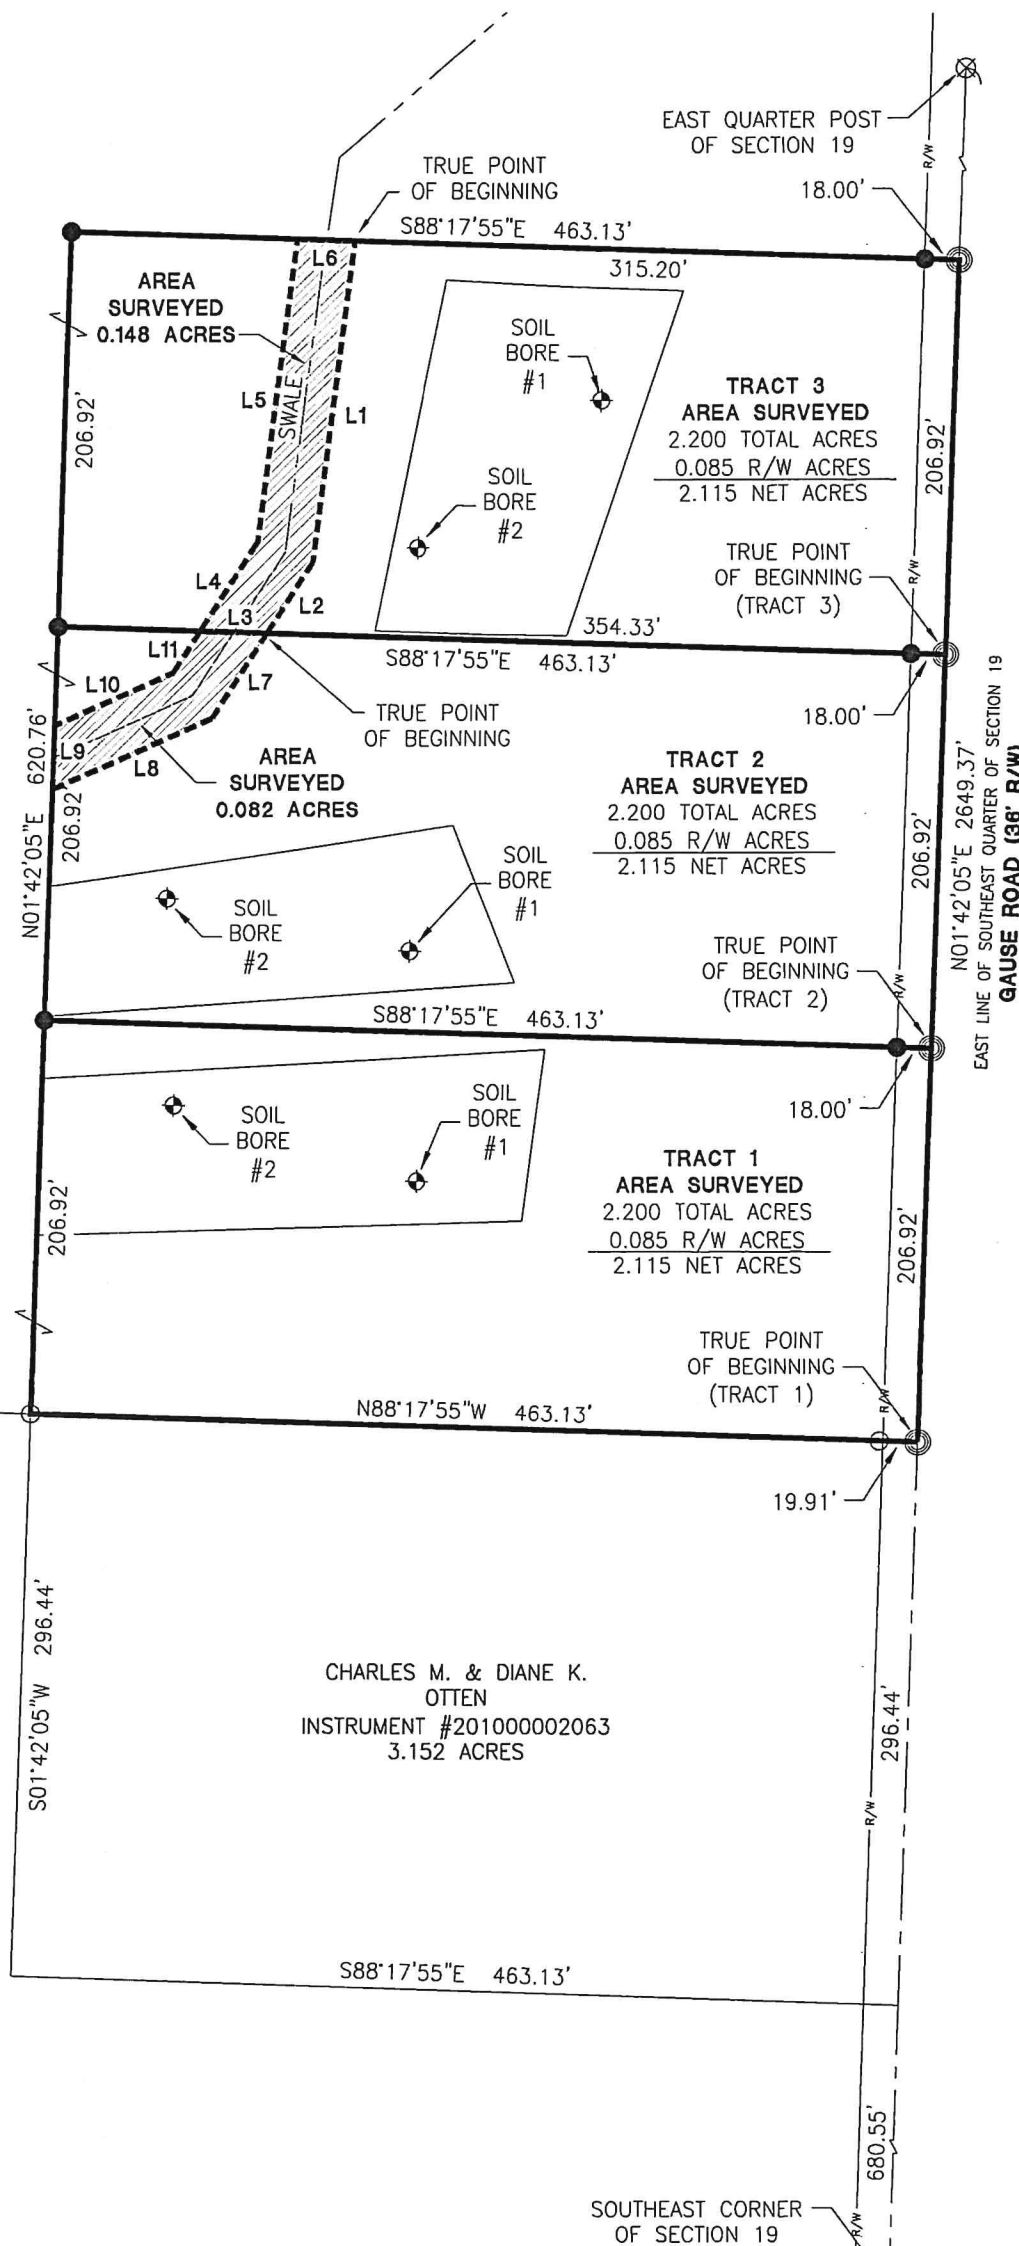 EAST QUARTER POST
OF SECTION 19
R/W
TRUE POINT
OF BEGINNING
18.00'
S88°17'55"E 463.13'
L6
315.20'
AREA
SURVEYED
0.148 ACRES
SOIL
BORE
#1
L5
SWALE
L1
TRACT 3
AREA SURVEYED
2.200 TOTAL ACRES
0.085 R/W ACRES
2.115 NET ACRES
206.92'
206.92'
SOIL
BORE
#2
TRUE POINT
OF BEGINNING
(TRACT 3)
R/W
L4
L2
L3
354.33'
L11
S88°17'55"E 463.13'
L10
L7
18.00'
TRUE POINT
OF BEGINNING
L9
L8
AREA
SURVEYED
0.082 ACRES
TRACT 2
AREA SURVEYED
2.200 TOTAL ACRES
0.085 R/W ACRES
2.115 NET ACRES
N01°42'05"E 620.76'
206.92
206.92'
N01°42'05"E 2649.37'
EAST LINE OF SOUTHEAST QUARTER OF SECTION 19
GAUSE ROAD (36' R/W)
SOIL
BORE
#1
SOIL
BORE
#2
TRUE POINT
OF BEGINNING
(TRACT 2)
R/W
S88°17'55"E 463.13'
18.00'
SOIL
BORE
#2
SOIL
BORE
#1
TRACT 1
AREA SURVEYED
2.200 TOTAL ACRES
0.085 R/W ACRES
2.115 NET ACRES
206.92'
206.92'
TRUE POINT
OF BEGINNING
(TRACT 1)
R/W
N88°17'55"W 463.13'
19.91'
S01°42'05"W 296.44'
CHARLES M. & DIANE K.
OTTEN
INSTRUMENT #201000002063
3.152 ACRES
296.44'
R/W
S88°17'55"E 463.13'
680.55'
SOUTHEAST CORNER
OF SECTION 19
R/W